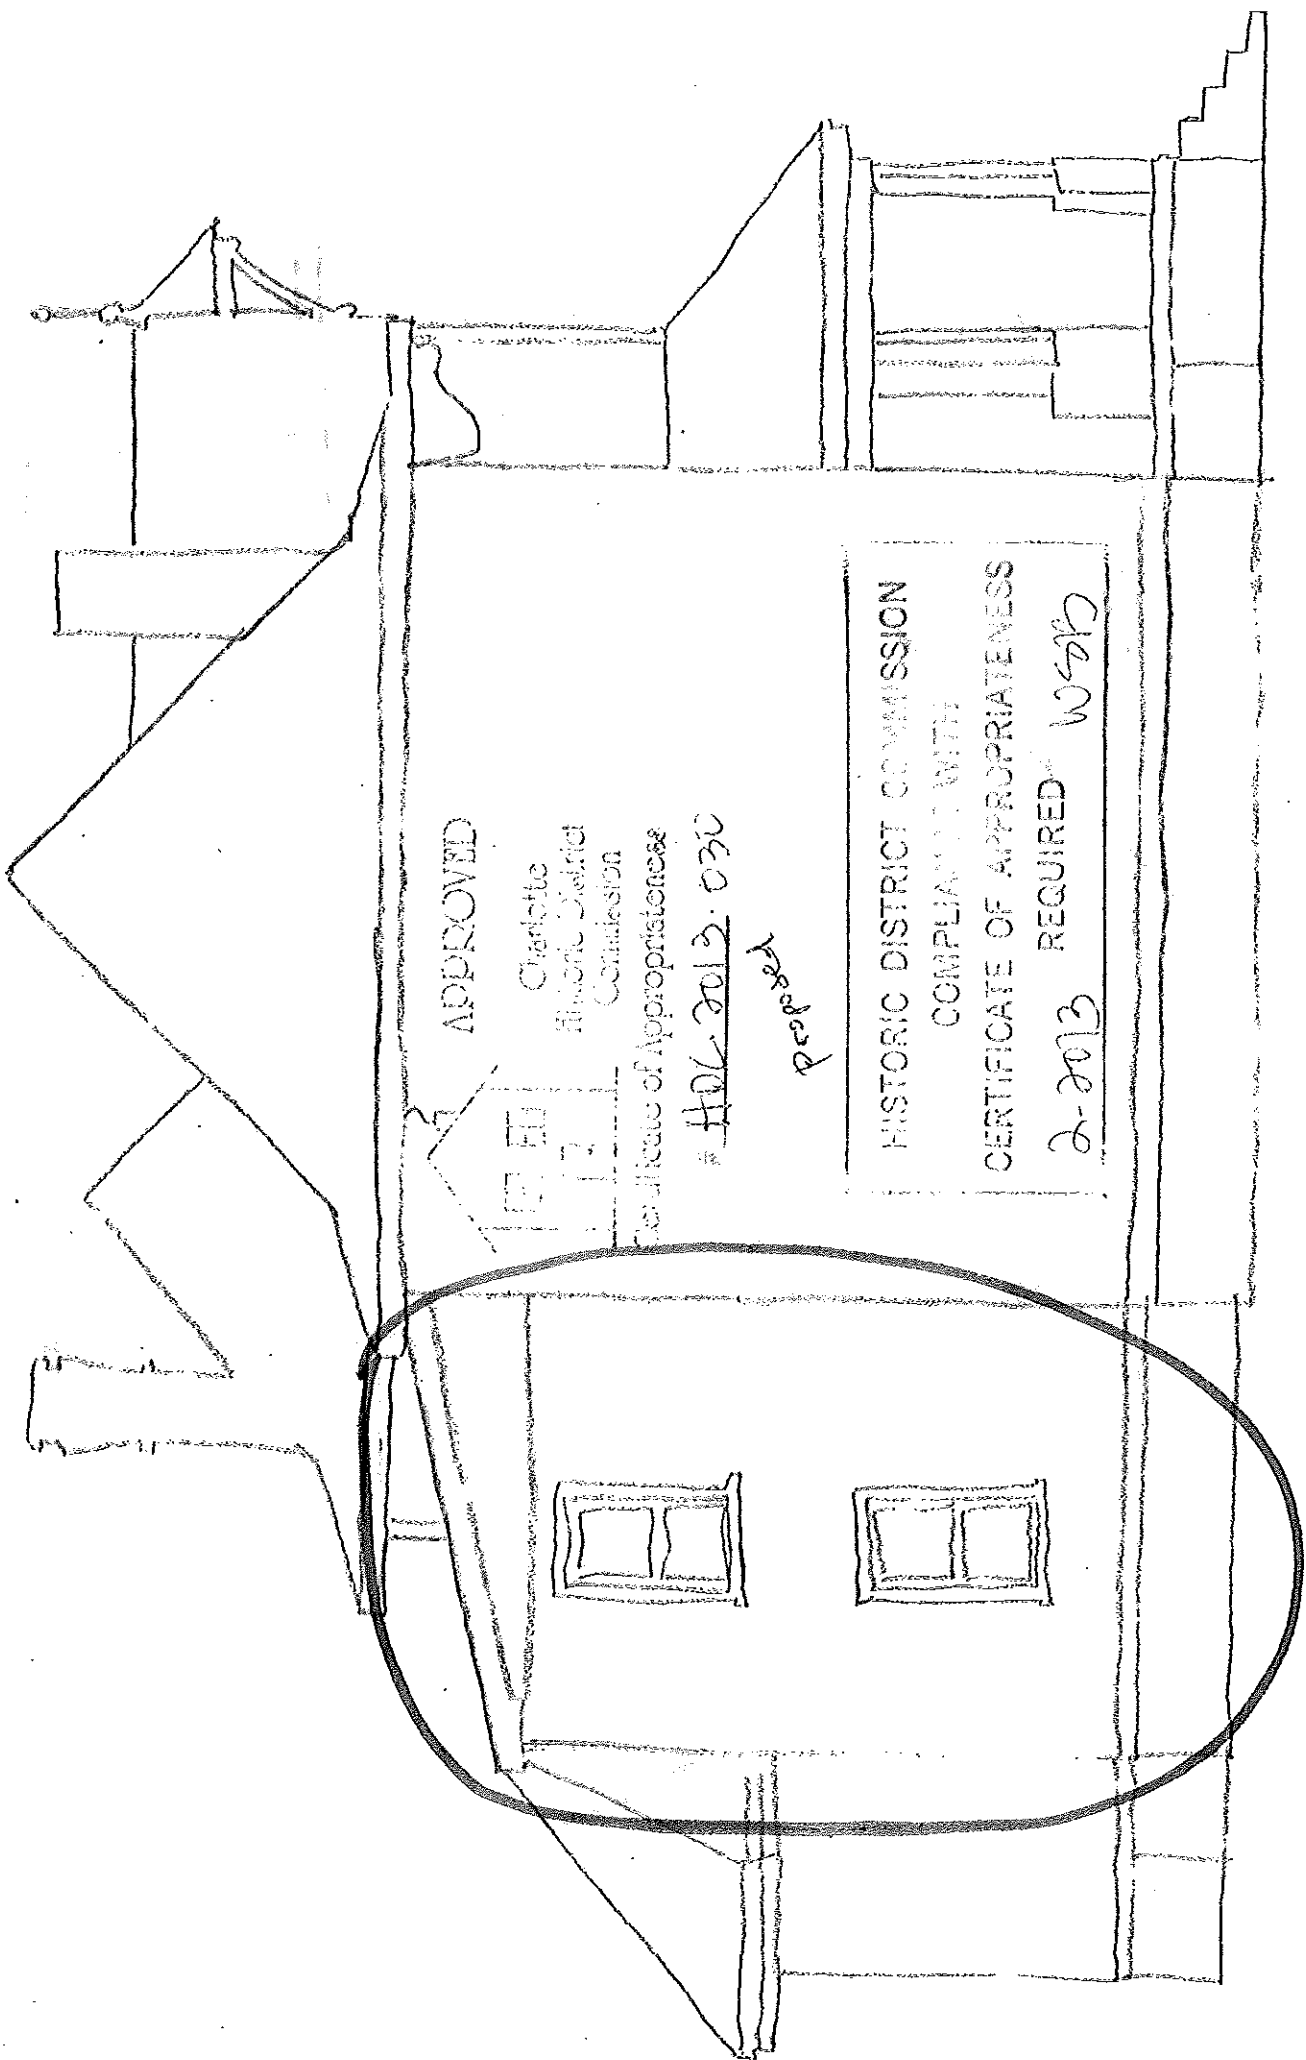 APPROVED
Charlotte
Historic District
Commission
Certificate of Appropriateness
# HDC.2013.030
proposed
HISTORIC DISTRICT COMMISSION
COMPLIANCE WITH
CERTIFICATE OF APPROPRIATENESS
REQUIRED
2-2013